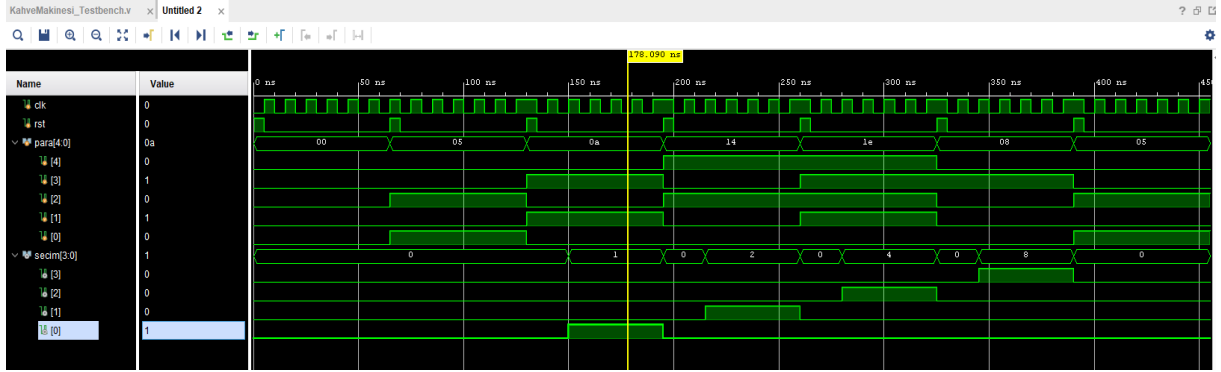 KahveMakinesi_Testbench.v × Untitled 2 ×
178.090 ns
Name Value
0 ns 50 ns 100 ns 150 ns 200 ns 250 ns 300 ns 350 ns 400 ns
clk 0
rst 0
para[4:0] 0a 00 05 0a 14 1e 08 05
[4] 0
[3] 1
[2] 0
[1] 1
[0] 0
secim[3:0] 1 0 1 0 2 0 4 0 8 0
[3] 0
[2] 0
[1] 0
[0] 1